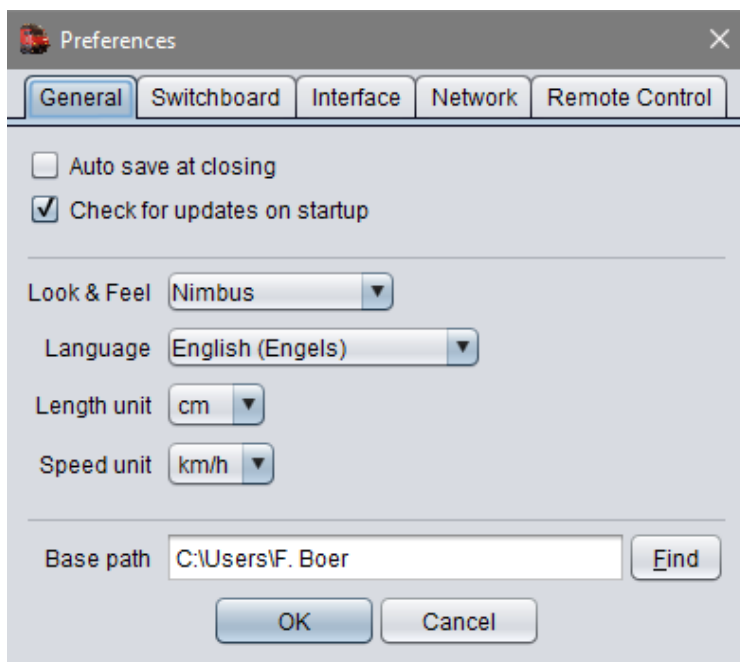 Preferences
General Switchboard Interface Network Remote Control
Auto save at closing
Check for updates on startup
Look & Feel Nimbus
Language English (Engels)
Length unit cm
Speed unit km/h
Base path C:\Users\F. Boer Find
OK Cancel